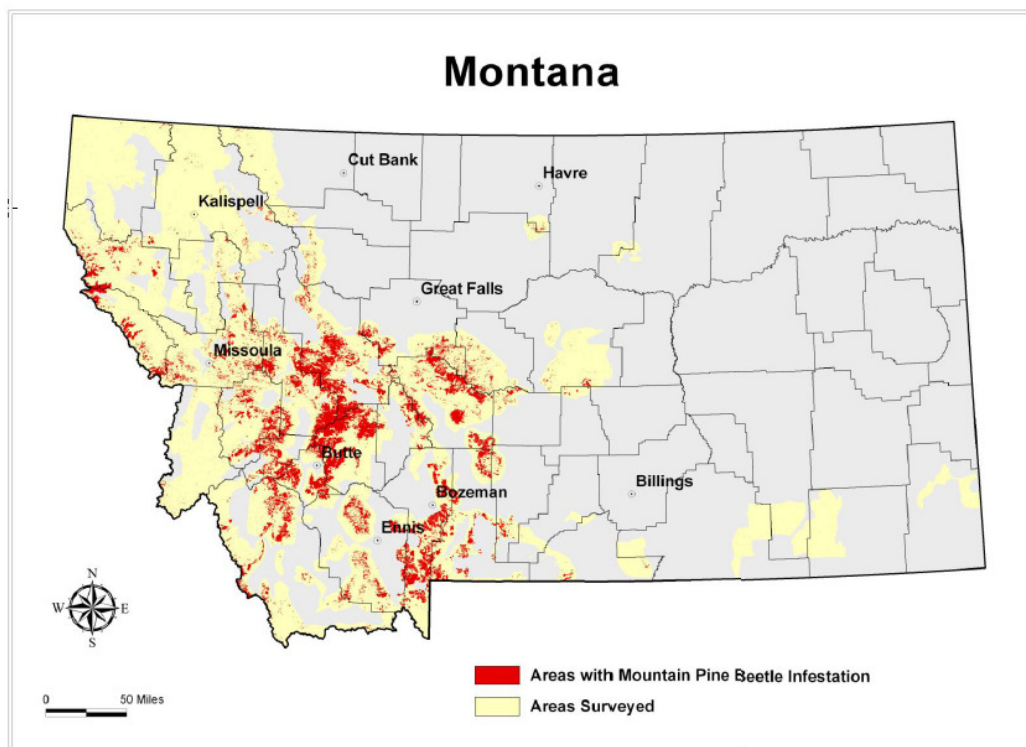 Montana
Cut Bank
Havre
Kalispell
Great Falls
Missoula
Butte
Billings
Bozeman
Ennis
N
W E
S
Areas with Mountain Pine Beetle Infestation
0 50 Miles
Areas Surveyed